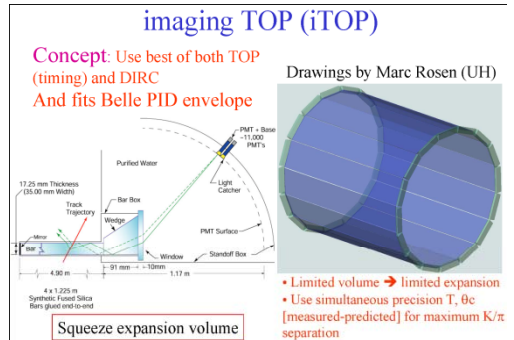 imaging TOP (iTOP)
Concept: Use best of both TOP
(timing) and DIRC
And fits Belle PID envelope
Drawings by Marc Rosen (UH)
PMT + Base
~11,000
PMT's
Purified Water
17.25 mm Thickness
(35.00 mm Width)
Bar Box
Track
Trajectory
Wedge
Light
Catcher
Mirror
Bar
PMT Surface
Window
Standoff Box
91 mm
10mm
4.90 m
1.17 m
4 x 1.225 m
Synthetic Fused Silica
Bars glued end-to-end
Squeeze expansion volume
• Limited volume ➔ limited expansion
• Use simultaneous precision T, θc
[measured-predicted] for maximum K/π
separation